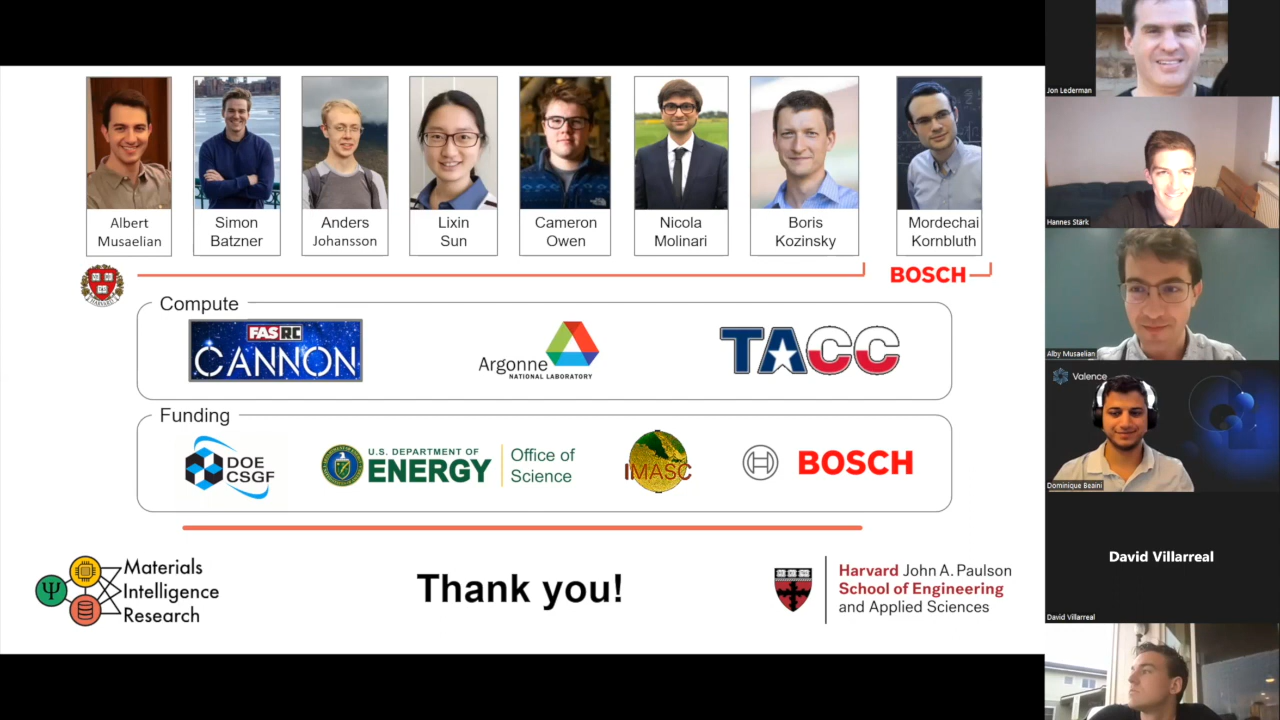 Albert
Musaelian
Simon
Batzner
Anders
Johansson
Lixin
Sun
Cameron
Owen
Nicola
Molinari
Boris
Kozinsky
Mordechai
Kornbluth
HARVARD
BOSCH
Compute
FASRC
CANNON
Argonne
NATIONAL LABORATORY
TACC
Funding
DOE
CSGF
U.S. DEPARTMENT OF
ENERGY
Office of
Science
IMASC
BOSCH
Ψ
Materials
Intelligence
Research
Thank you!
Harvard John A. Paulson
School of Engineering
and Applied Sciences
Jon Lederman
Hannes Stärk
Alby Musaelian
Valence
Dominique Beaini
David Villarreal
David Villarreal